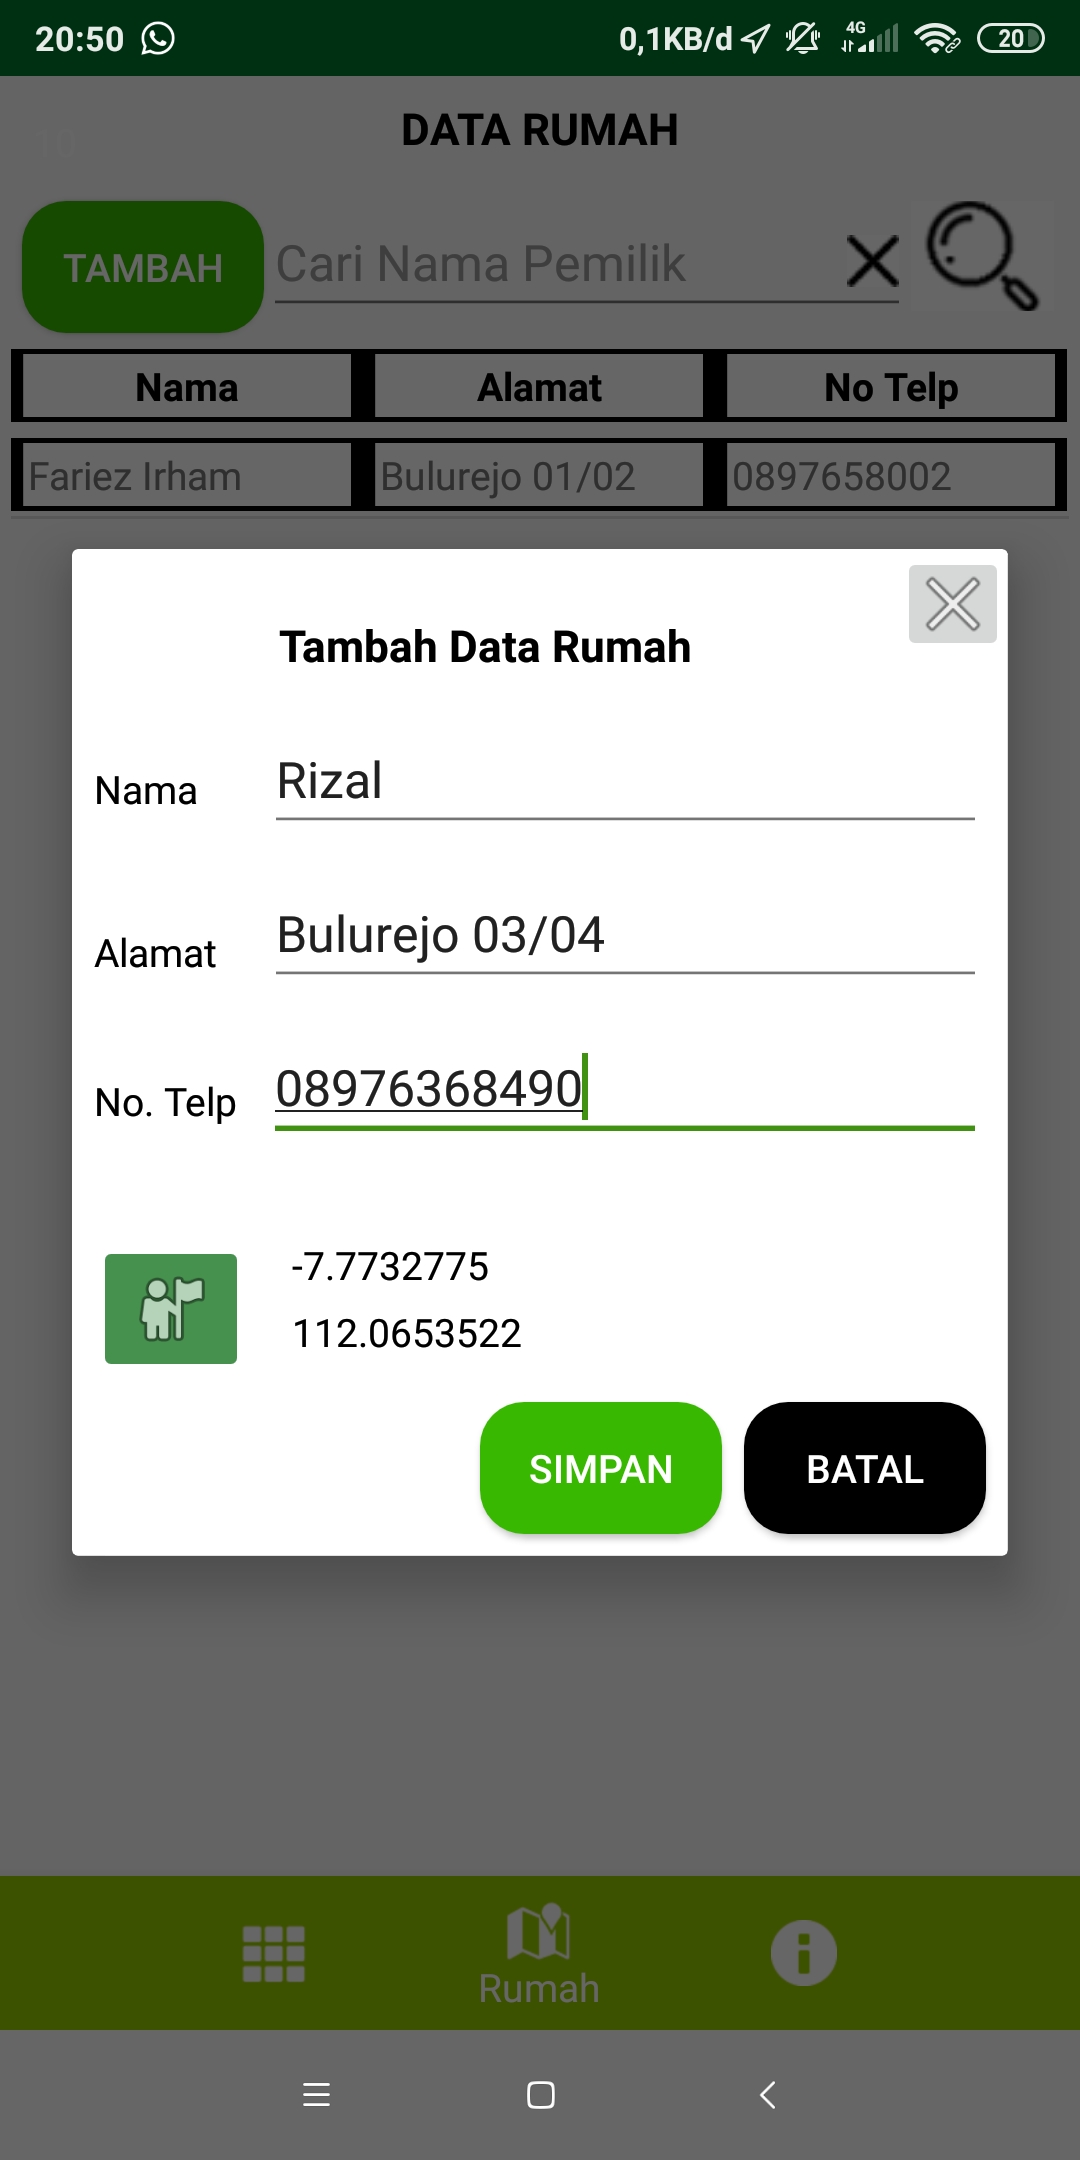 20:50 0,1KB/d 4G 20
10
DATA RUMAH
TAMBAH Cari Nama Pemilik
Nama Alamat No Telp
Fariez Irham Bulurejo 01/02 0897658002
Tambah Data Rumah
Nama Rizal
Alamat Bulurejo 03/04
No. Telp 08976368490
-7.7732775
112.0653522
SIMPAN BATAL
Rumah